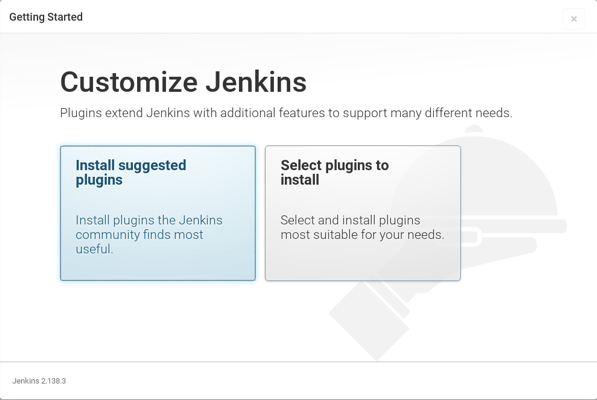 Getting Started
×
Customize Jenkins
Plugins extend Jenkins with additional features to support many different needs.
Install suggested
plugins
Install plugins the Jenkins
community finds most
useful.
Select plugins to
install
Select and install plugins
most suitable for your needs.
Jenkins 2.138.3